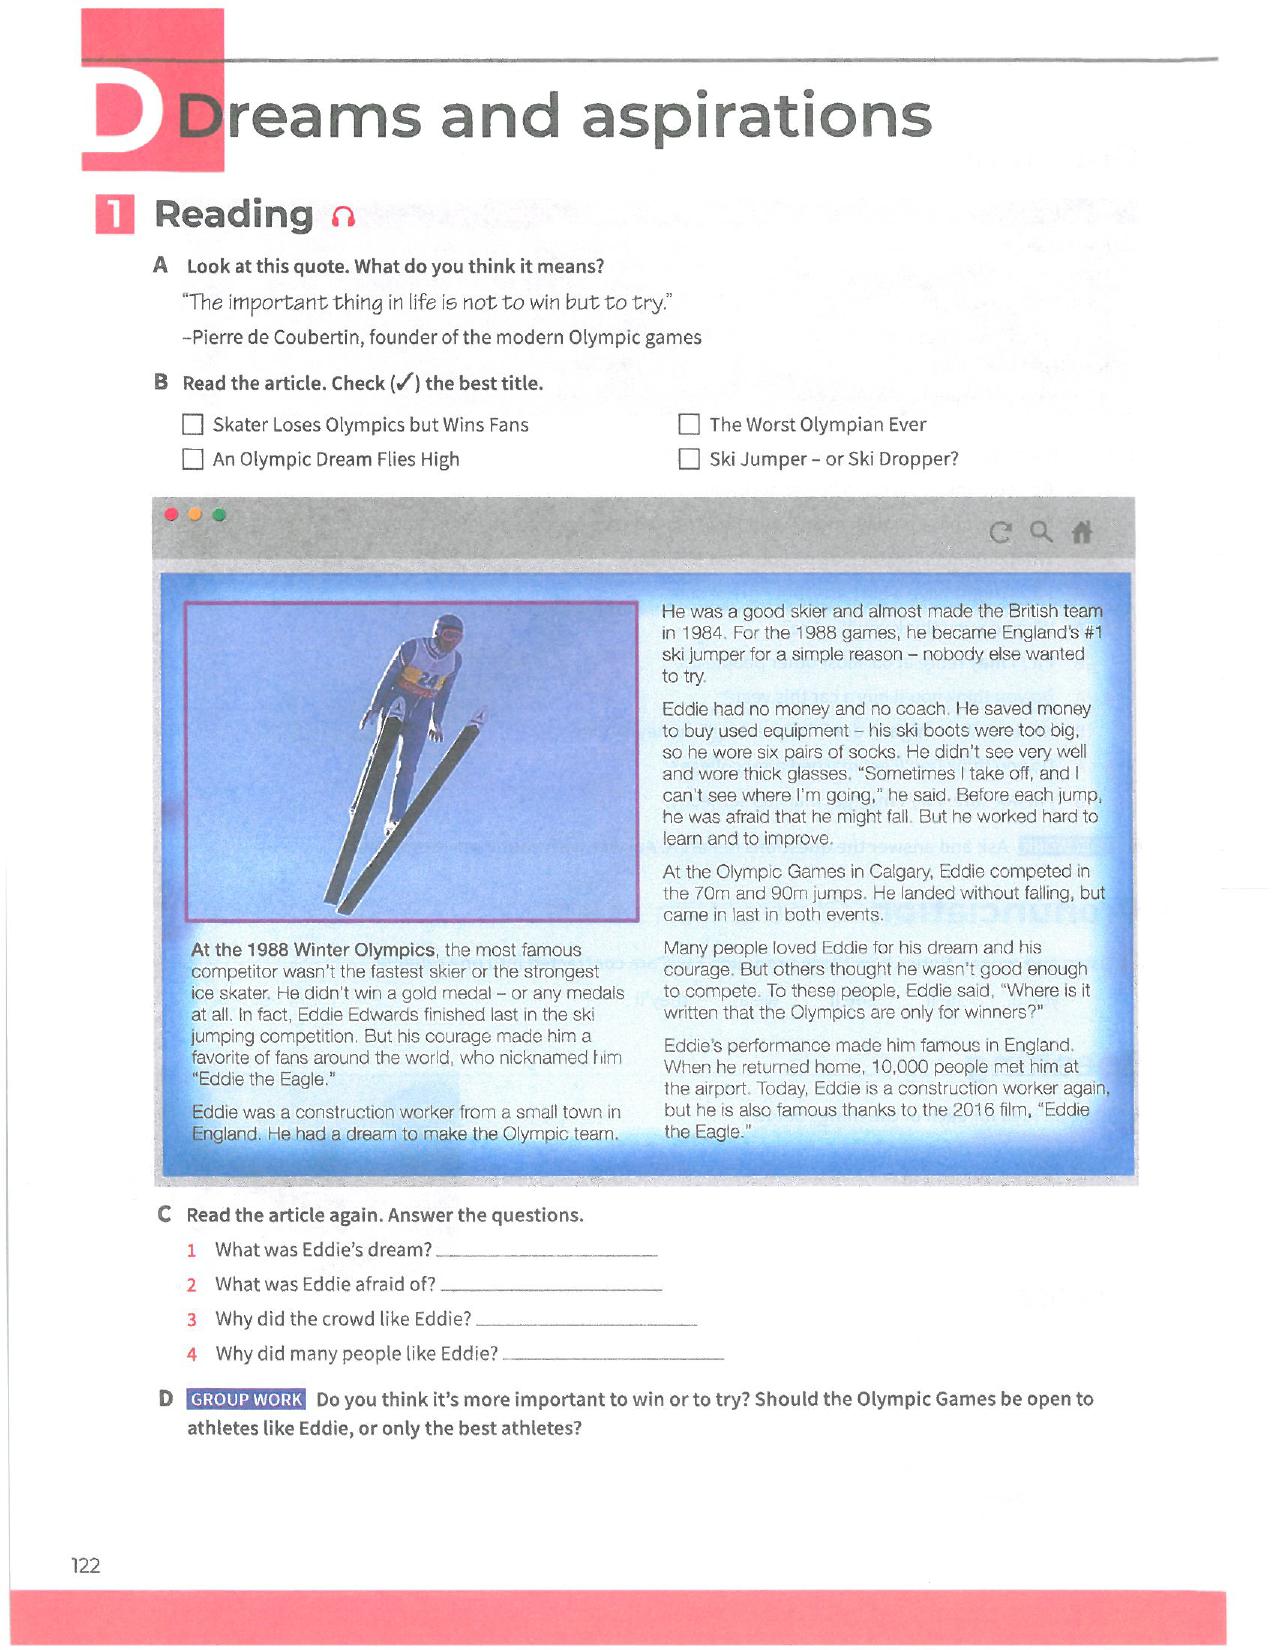 D Dreams and aspirations
1 Reading
A Look at this quote. What do you think it means?
“The important thing in life is not to win but to try.”
–Pierre de Coubertin, founder of the modern Olympic games
B Read the article. Check (✓) the best title.
Skater Loses Olympics but Wins Fans
An Olympic Dream Flies High
The Worst Olympian Ever
Ski Jumper – or Ski Dropper?
24
At the 1988 Winter Olympics, the most famous
competitor wasn't the fastest skier or the strongest
ice skater. He didn't win a gold medal – or any medals
at all. In fact, Eddie Edwards finished last in the ski
jumping competition. But his courage made him a
favorite of fans around the world, who nicknamed him
“Eddie the Eagle.”
Eddie was a construction worker from a small town in
England. He had a dream to make the Olympic team.
He was a good skier and almost made the British team
in 1984. For the 1988 games, he became England's #1
ski jumper for a simple reason – nobody else wanted
to try.
Eddie had no money and no coach. He saved money
to buy used equipment – his ski boots were too big,
so he wore six pairs of socks. He didn't see very well
and wore thick glasses. “Sometimes I take off, and I
can't see where I'm going,” he said. Before each jump,
he was afraid that he might fall. But he worked hard to
learn and to improve.
At the Olympic Games in Calgary, Eddie competed in
the 70m and 90m jumps. He landed without falling, but
came in last in both events.
Many people loved Eddie for his dream and his
courage. But others thought he wasn't good enough
to compete. To these people, Eddie said, “Where is it
written that the Olympics are only for winners?”
Eddie's performance made him famous in England.
When he returned home, 10,000 people met him at
the airport. Today, Eddie is a construction worker again,
but he is also famous thanks to the 2016 film, “Eddie
the Eagle.”
C Read the article again. Answer the questions.
1 What was Eddie's dream?
2 What was Eddie afraid of?
3 Why did the crowd like Eddie?
4 Why did many people like Eddie?
D GROUP WORK Do you think it's more important to win or to try? Should the Olympic Games be open to
athletes like Eddie, or only the best athletes?
122